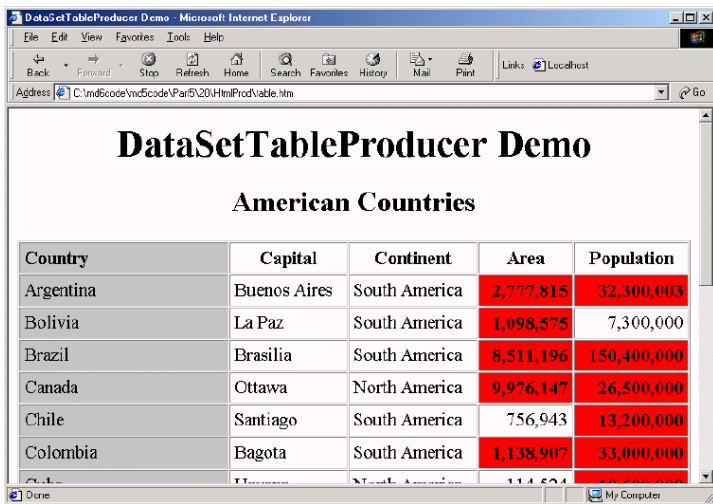 DataSetTableProducer Demo - Microsoft Internet Explorer
File Edit View Favorites Tools Help
Back Forward Stop Refresh Home Search Favorites History Mail Print Links Localhost
Address C:\md6code\md5code\Part5\20\HtmlProd\table.htm Go
DataSetTableProducer Demo
American Countries
Country Capital Continent Area Population
Argentina Buenos Aires South America 2,777,815 32,300,003
Bolivia La Paz South America 1,098,575 7,300,000
Brazil Brasilia South America 8,511,196 150,400,000
Canada Ottawa North America 9,976,147 26,500,000
Chile Santiago South America 756,943 13,200,000
Colombia Bagota South America 1,138,907 33,000,000
Done My Computer